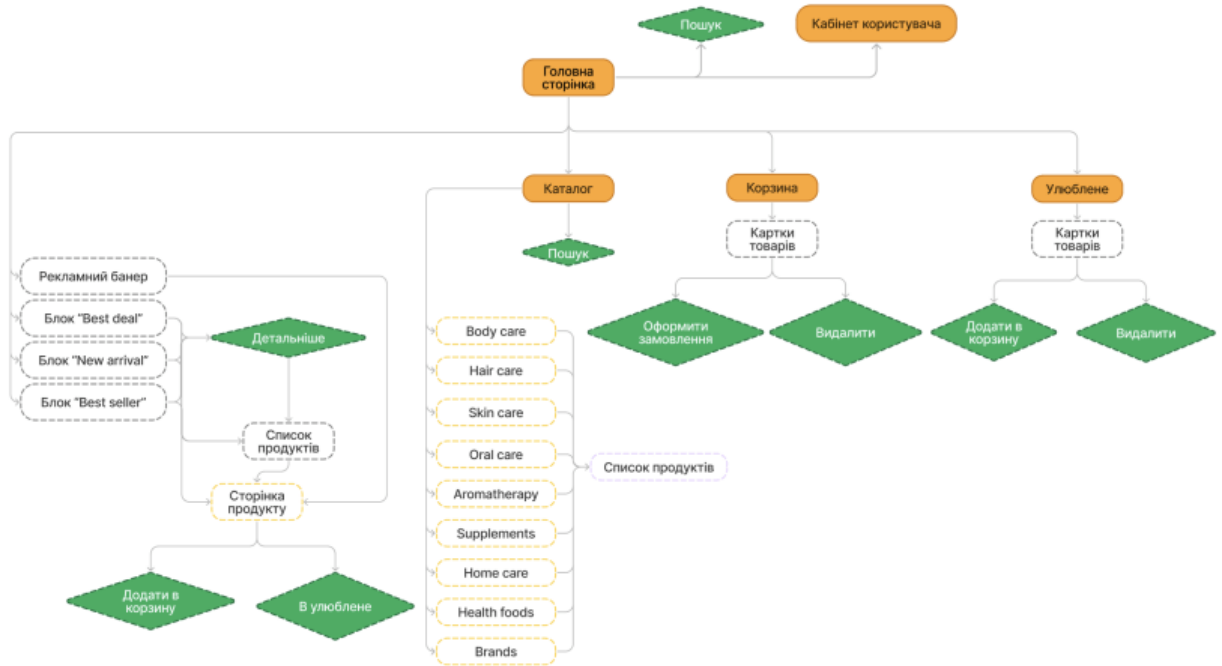 Пошук
Кабінет користувача
Головна
сторінка
Каталог
Корзина
Улюблене
Пошук
Картки
товарів
Картки
товарів
Рекламний банер
Блок "Best deal"
Блок "New arrival"
Блок "Best seller"
Детальніше
Список
продуктів
Сторінка
продукту
Додати в
корзину
В улюблене
Body care
Hair care
Skin care
Oral care
Aromatherapy
Supplements
Home care
Health foods
Brands
Список продуктів
Оформити
замовлення
Видалити
Додати в
корзину
Видалити